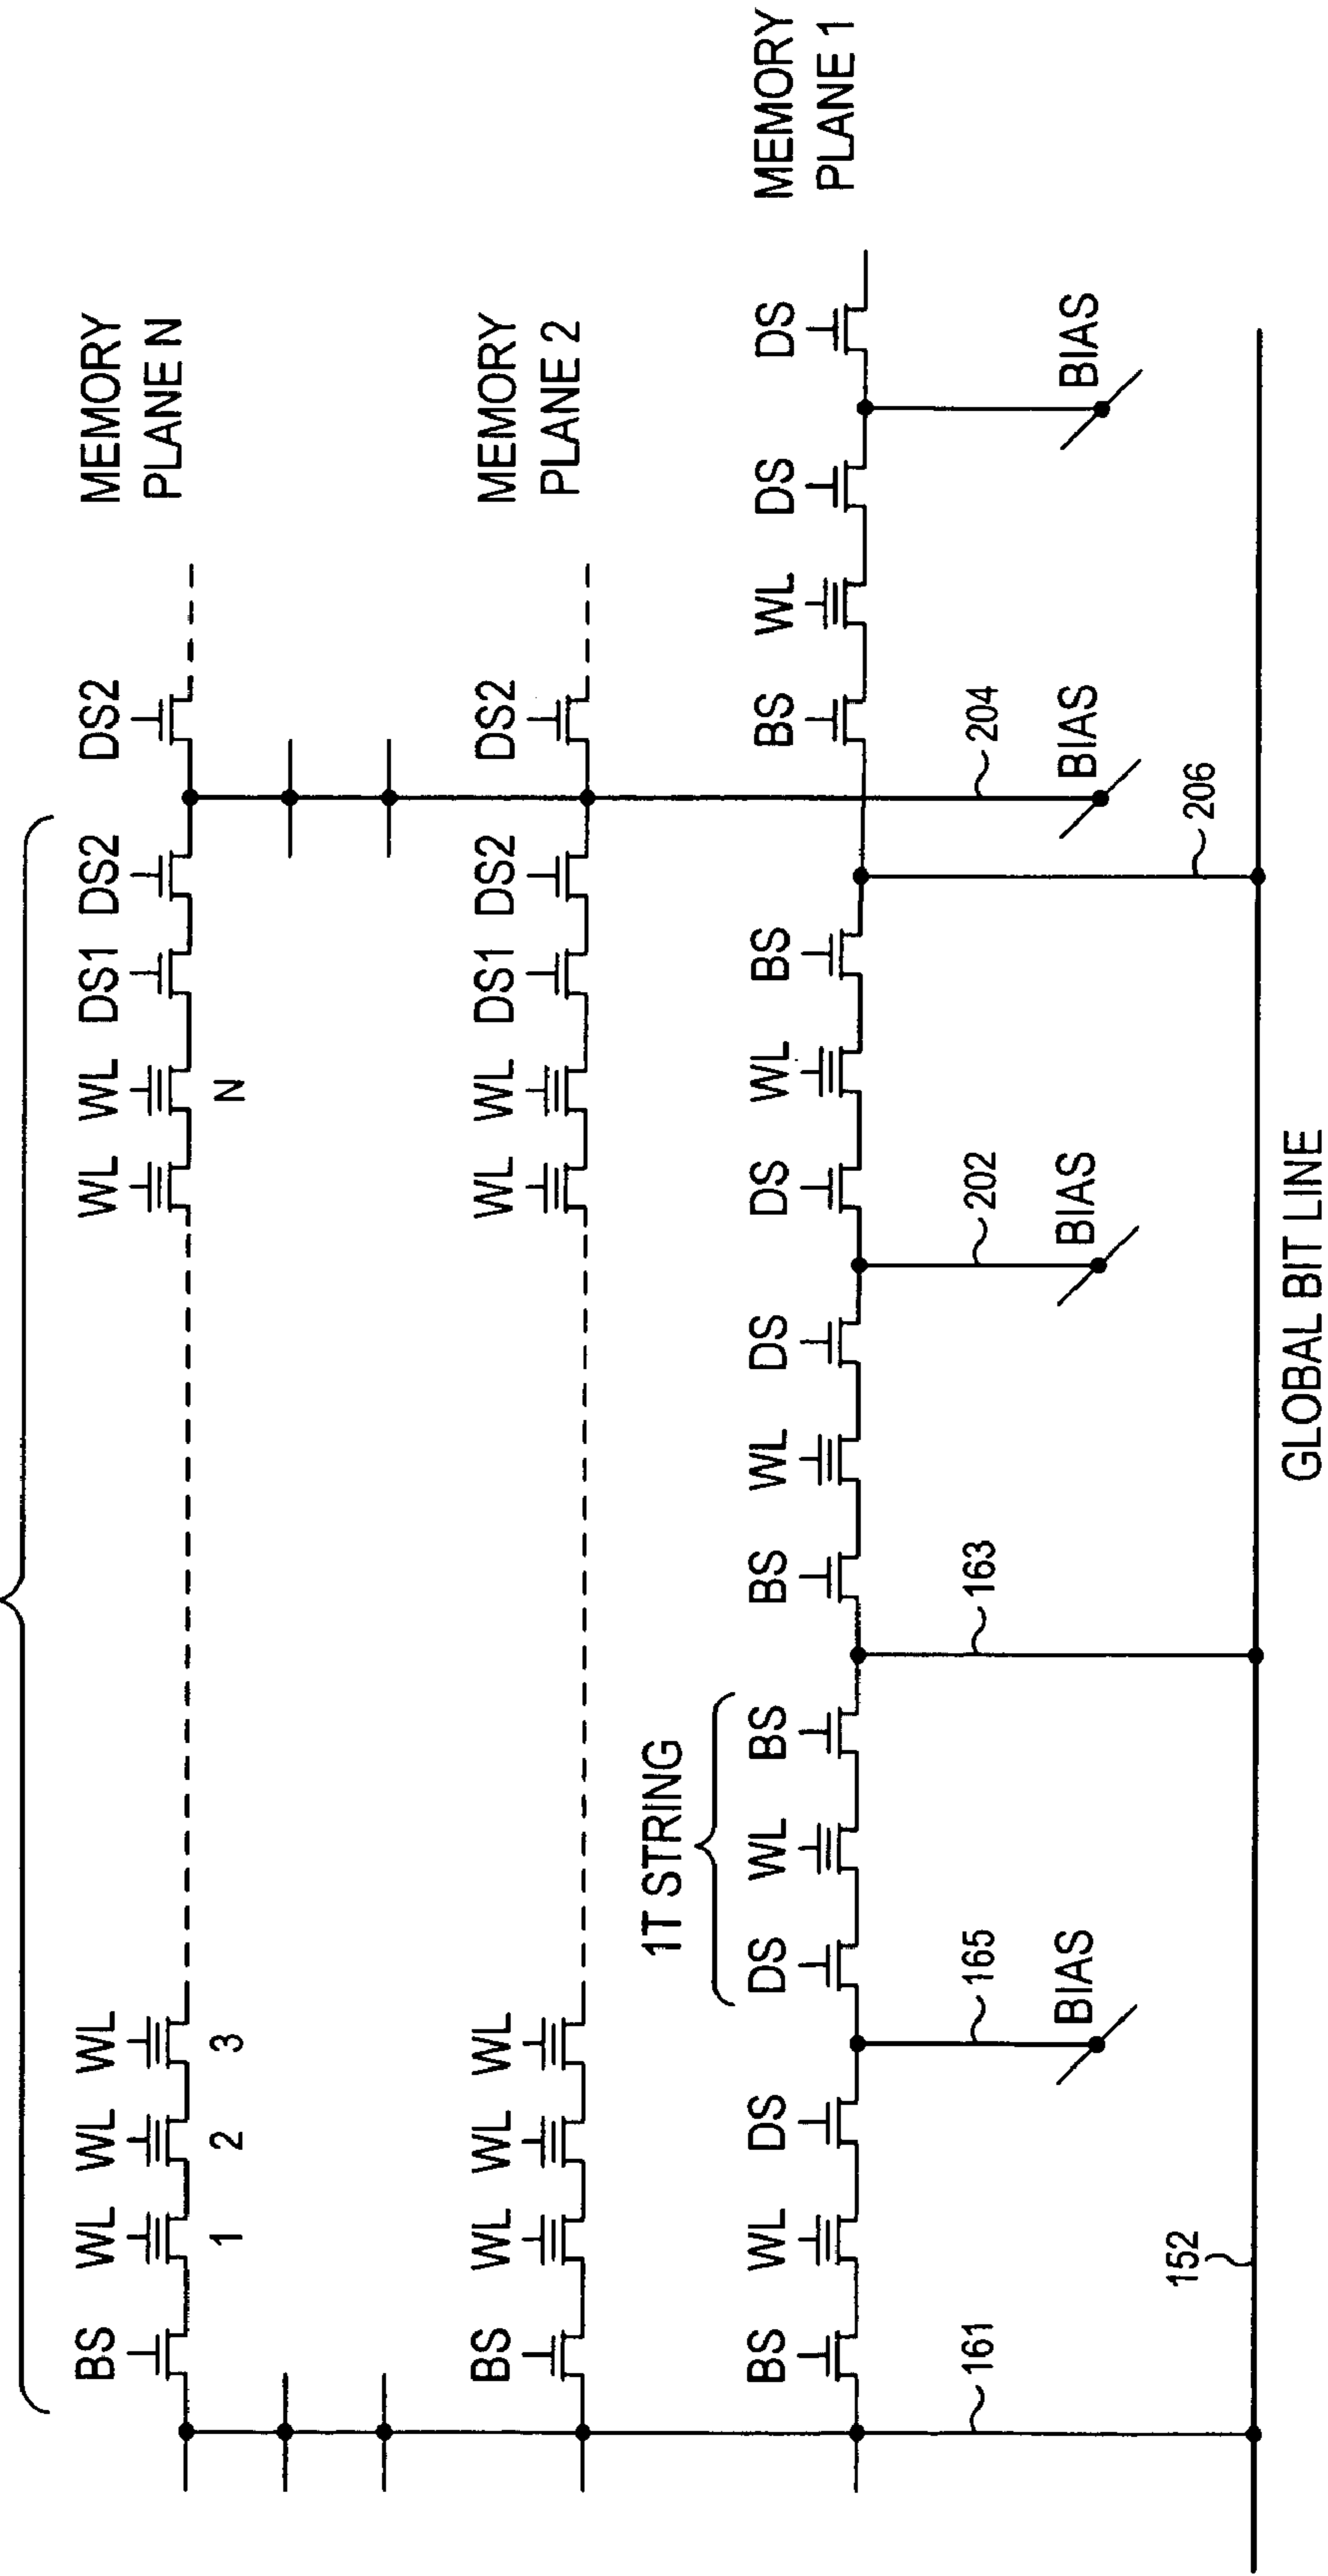 BS WL WL WL WL WL DS1 DS2 DS2 MEMORY
PLANE N
1 2 3 N
BS WL WL WL WL WL DS1 DS2 DS2 MEMORY
PLANE 2
1T STRING
BS WL DS DS WL BS BS WL DS DS WL BS BS WL DS DS MEMORY
PLANE 1
161 165 163 202 204
BIAS BIAS BIAS BIAS
152 206
GLOBAL BIT LINE